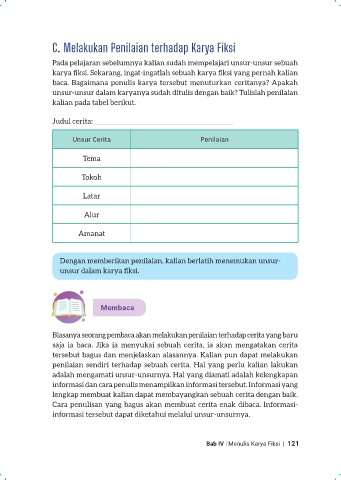 C. Melakukan Penilaian terhadap Karya Fiksi
Pada pelajaran sebelumnya kalian sudah mempelajari unsur-unsur sebuah
karya fiksi. Sekarang, ingat-ingatlah sebuah karya fiksi yang pernah kalian
baca. Bagaimana penulis karya tersebut menuturkan ceritanya? Apakah
unsur-unsur dalam karyanya sudah ditulis dengan baik? Tulislah penilaian
kalian pada tabel berikut.
Judul cerita:
Unsur Cerita Penilaian
Tema
Tokoh
Latar
Alur
Amanat
Dengan memberikan penilaian, kalian berlatih menemukan unsur-
unsur dalam karya fiksi.
Membaca
Biasanya seorang pembaca akan melakukan penilaian terhadap cerita yang baru
saja ia baca. Jika ia menyukai sebuah cerita, ia akan mengatakan cerita
tersebut bagus dan menjelaskan alasannya. Kalian pun dapat melakukan
penilaian sendiri terhadap sebuah cerita. Hal yang perlu kalian lakukan
adalah mengamati unsur-unsurnya. Hal yang diamati adalah kelengkapan
informasi dan cara penulis menampilkan informasi tersebut. Informasi yang
lengkap membuat kalian dapat membayangkan sebuah cerita dengan baik.
Cara penulisan yang bagus akan membuat cerita enak dibaca. Informasi-
informasi tersebut dapat diketahui melalui unsur-unsurnya.
Bab IV | Menulis Karya Fiksi | 121